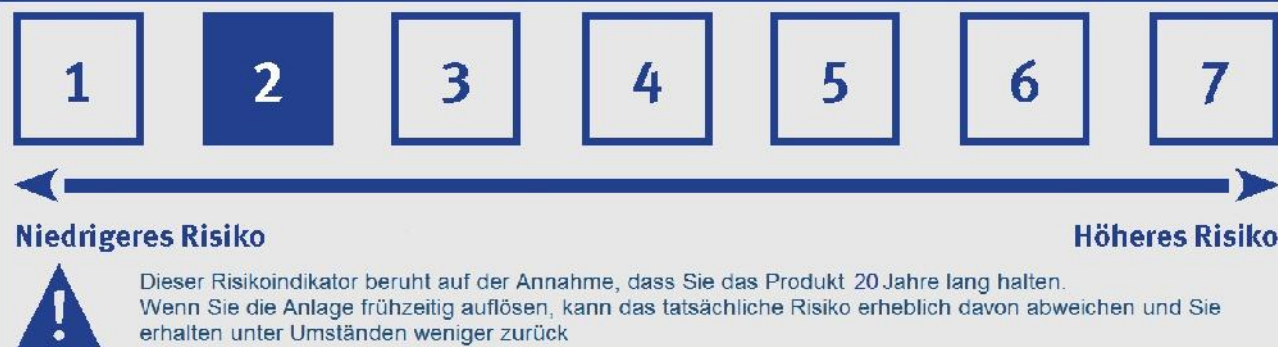 1 2 3 4 5 6 7
Niedrigeres Risiko Höheres Risiko
Dieser Risikoindikator beruht auf der Annahme, dass Sie das Produkt 20 Jahre lang halten.
Wenn Sie die Anlage frühzeitig auflösen, kann das tatsächliche Risiko erheblich davon abweichen und Sie
erhalten unter Umständen weniger zurück